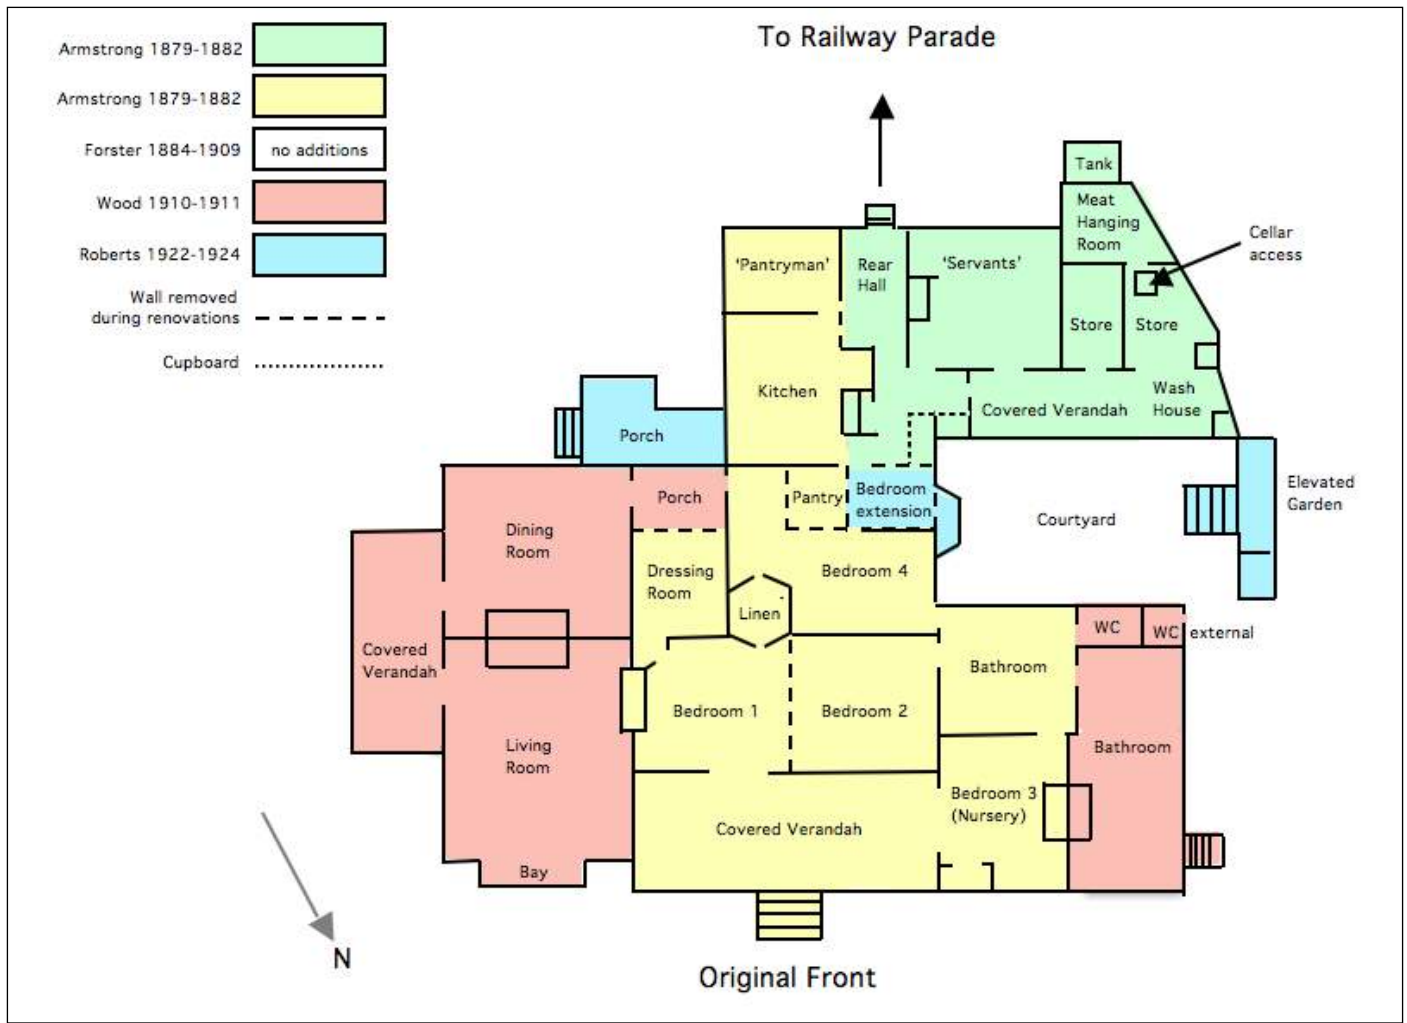 To Railway Parade
Armstrong 1879-1882
Armstrong 1879-1882
Forster 1884-1909
no additions
Wood 1910-1911
Roberts 1922-1924
Wall removed
during renovations
Cupboard
Tank
Meat
Hanging
Room
Cellar
access
'Pantryman'
Rear
Hall
'Servants'
Store
Store
Kitchen
Covered Verandah
Wash
House
Porch
Porch
Pantry
Bedroom
extension
Courtyard
Elevated
Garden
Dining
Room
Dressing
Room
Bedroom 4
Linen
WC
WC external
Covered
Verandah
Bathroom
Bedroom 1
Bedroom 2
Living
Room
Bathroom
Bedroom 3
(Nursery)
Covered Verandah
Bay
N
Original Front